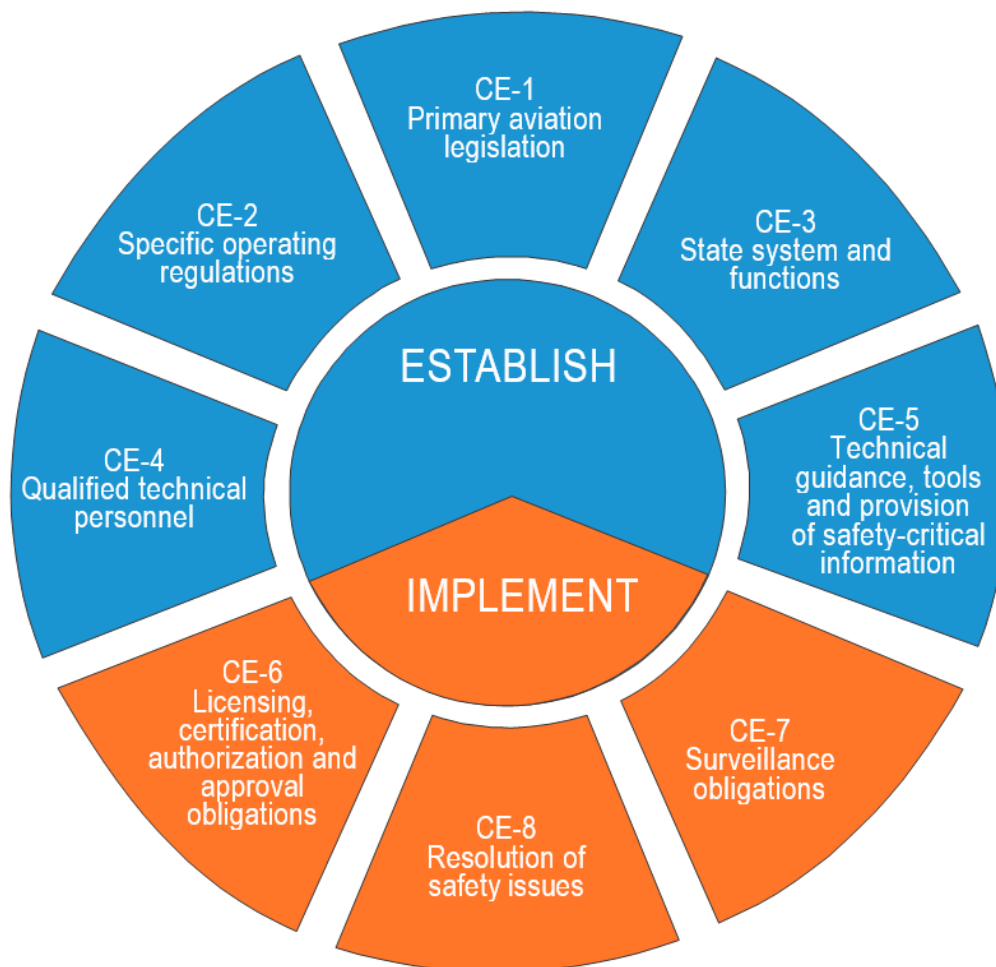 CE-1
Primary aviation
legislation
CE-2
Specific operating
regulations
CE-3
State system and
functions
ESTABLISH
CE-4
Qualified technical
personnel
CE-5
Technical
guidance, tools
and provision
of safety-critical
information
IMPLEMENT
CE-6
Licensing,
certification,
authorization and
approval
obligations
CE-7
Surveillance
obligations
CE-8
Resolution of
safety issues